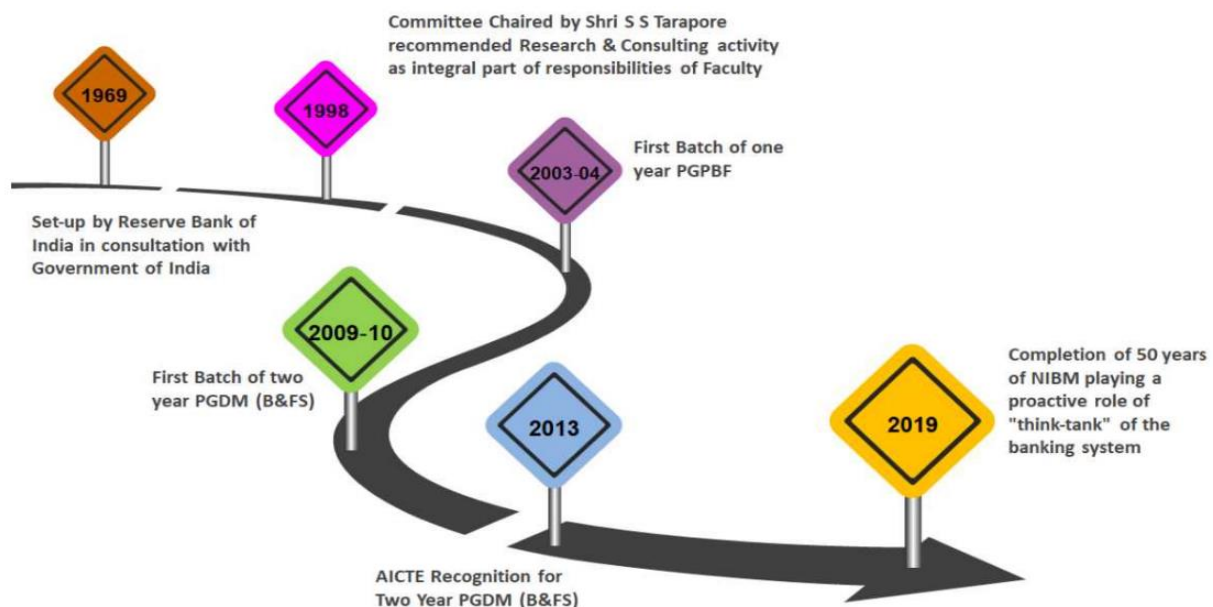 1969
Set-up by Reserve Bank of
India in consultation with
Government of India
1998
Committee Chaired by Shri S S Tarapore
recommended Research & Consulting activity
as integral part of responsibilities of Faculty
2003-04
First Batch of one
year PGPBF
2009-10
First Batch of two
year PGDM (B&FS)
2013
AICTE Recognition for
Two Year PGDM (B&FS)
2019
Completion of 50 years
of NIBM playing a
proactive role of
"think-tank" of the
banking system